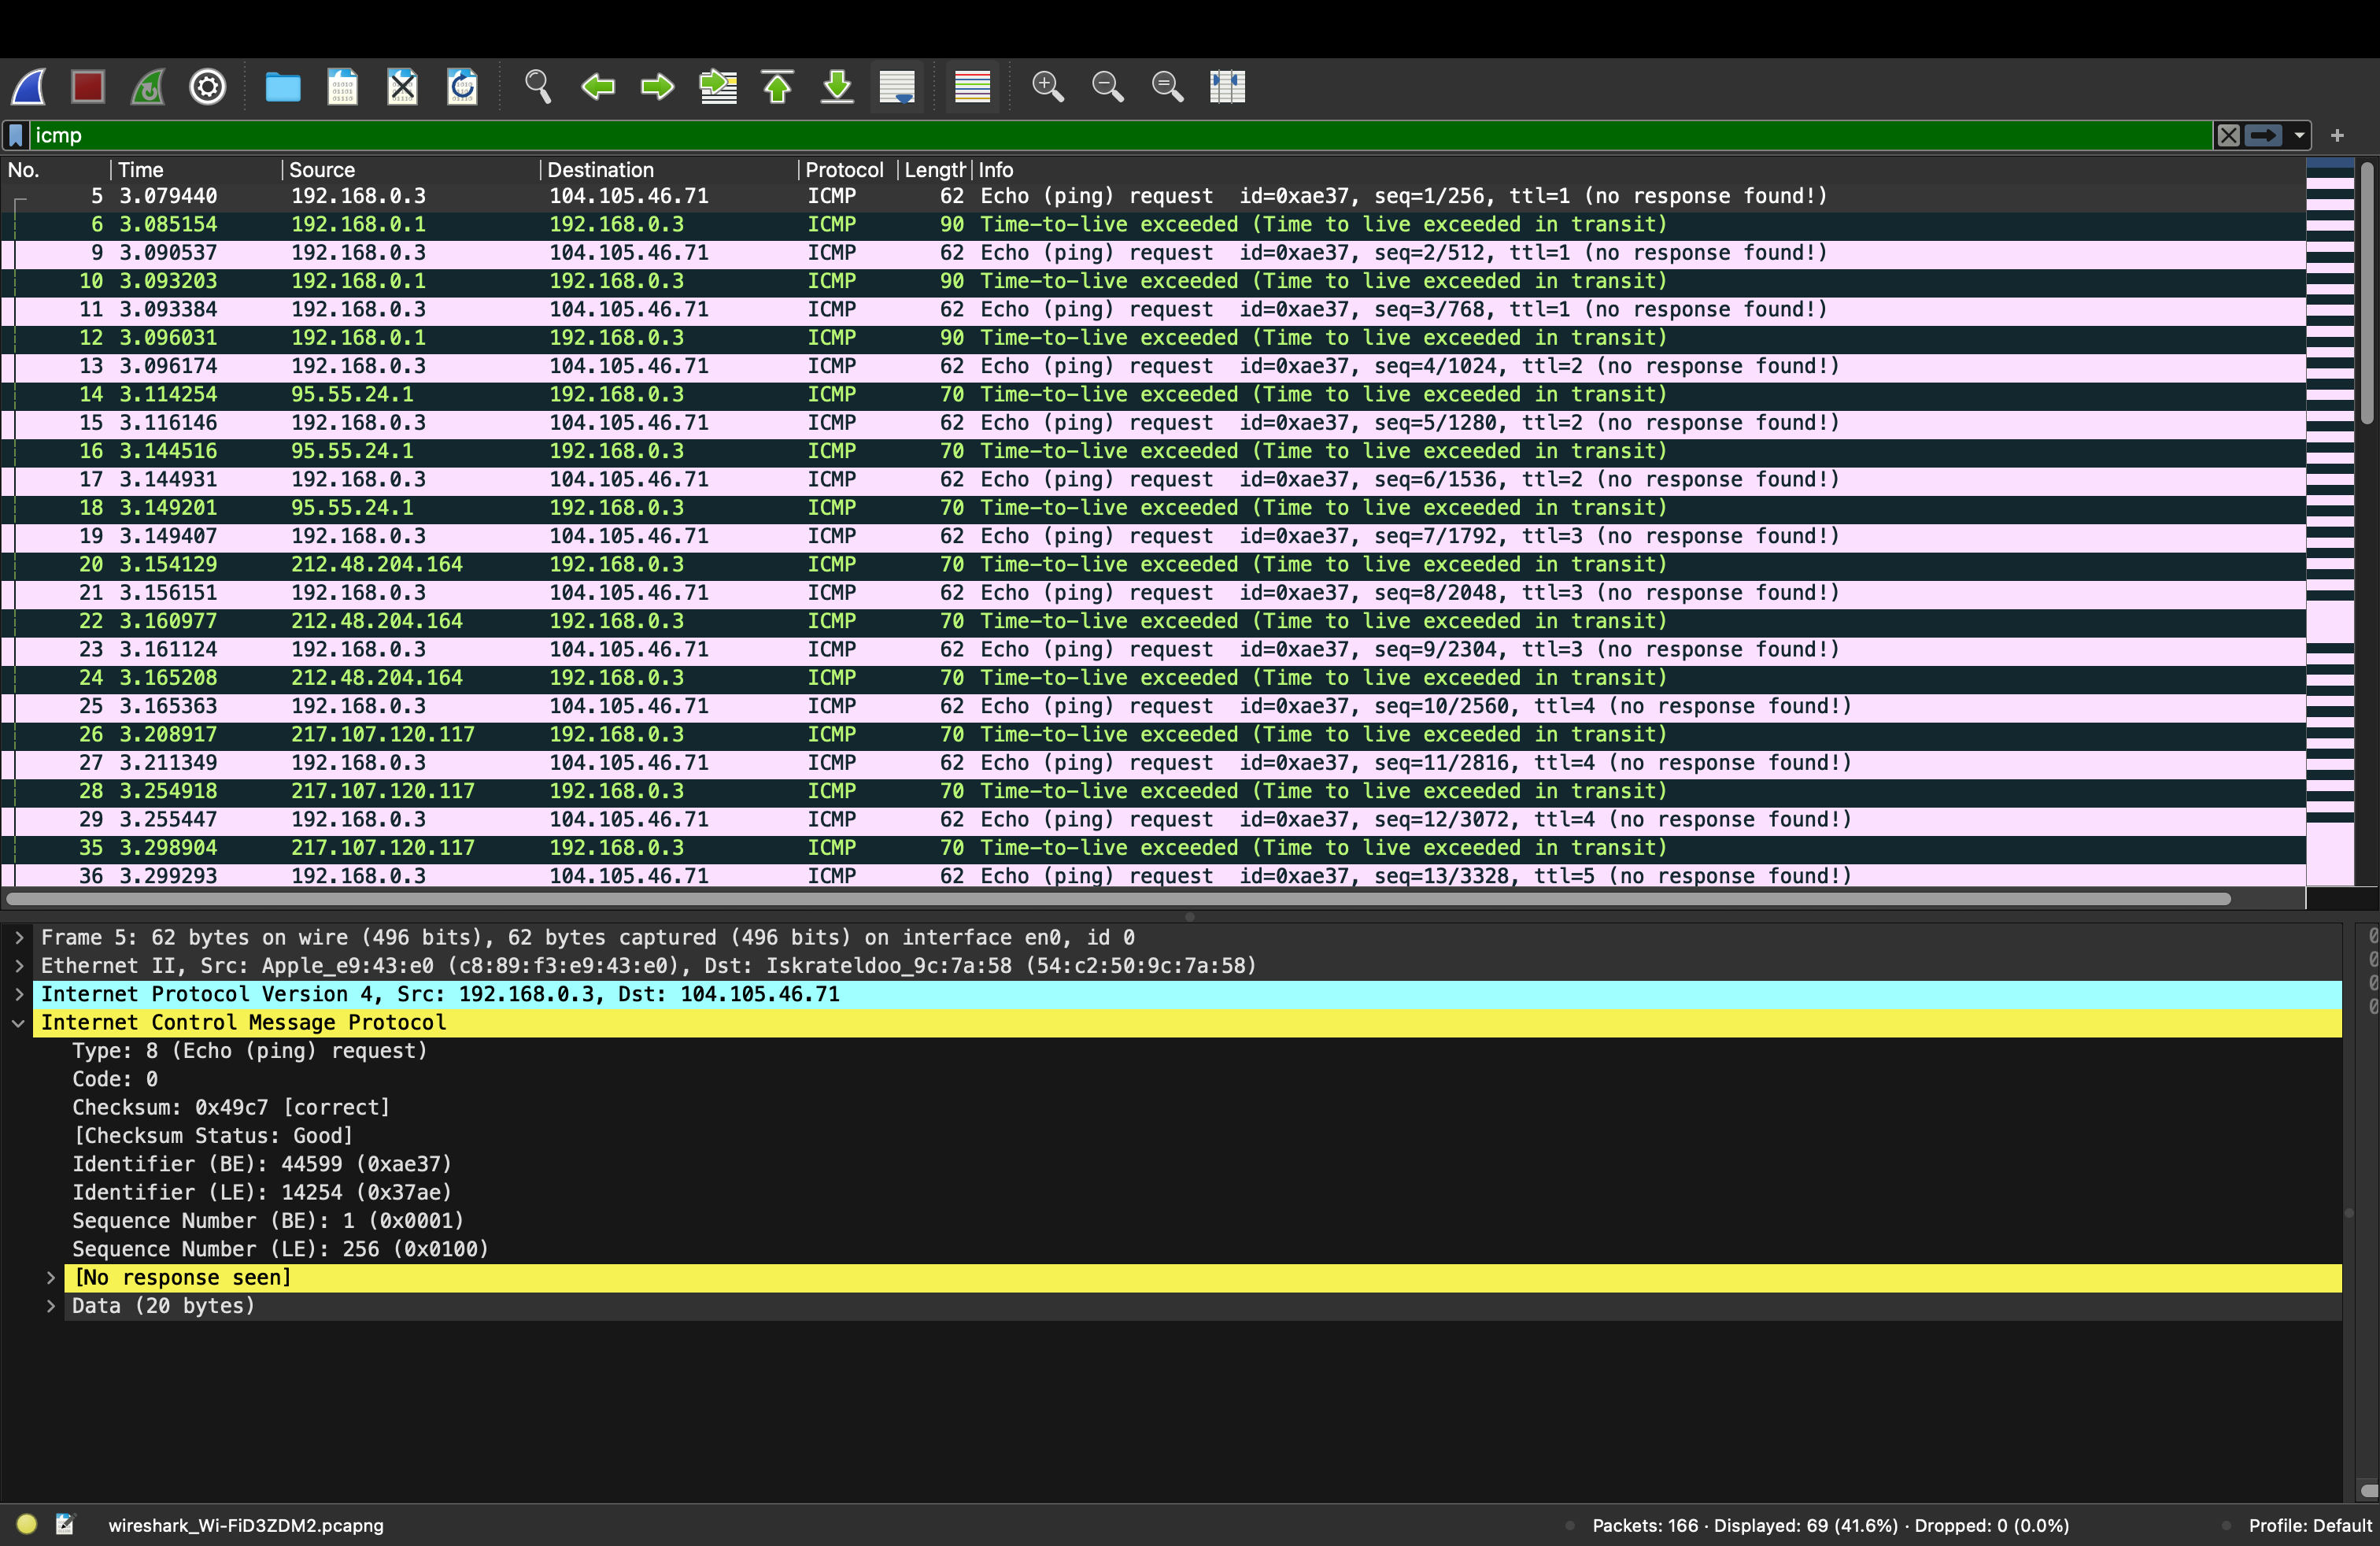 icmp
No. Time Source Destination Protocol Length Info
5 3.079440 192.168.0.3 104.105.46.71 ICMP 62 Echo (ping) request id=0xae37, seq=1/256, ttl=1 (no response found!)
6 3.085154 192.168.0.1 192.168.0.3 ICMP 90 Time-to-live exceeded (Time to live exceeded in transit)
9 3.090537 192.168.0.3 104.105.46.71 ICMP 62 Echo (ping) request id=0xae37, seq=2/512, ttl=1 (no response found!)
10 3.093203 192.168.0.1 192.168.0.3 ICMP 90 Time-to-live exceeded (Time to live exceeded in transit)
11 3.093384 192.168.0.3 104.105.46.71 ICMP 62 Echo (ping) request id=0xae37, seq=3/768, ttl=1 (no response found!)
12 3.096031 192.168.0.1 192.168.0.3 ICMP 90 Time-to-live exceeded (Time to live exceeded in transit)
13 3.096174 192.168.0.3 104.105.46.71 ICMP 62 Echo (ping) request id=0xae37, seq=4/1024, ttl=2 (no response found!)
14 3.114254 95.55.24.1 192.168.0.3 ICMP 70 Time-to-live exceeded (Time to live exceeded in transit)
15 3.116146 192.168.0.3 104.105.46.71 ICMP 62 Echo (ping) request id=0xae37, seq=5/1280, ttl=2 (no response found!)
16 3.144516 95.55.24.1 192.168.0.3 ICMP 70 Time-to-live exceeded (Time to live exceeded in transit)
17 3.144931 192.168.0.3 104.105.46.71 ICMP 62 Echo (ping) request id=0xae37, seq=6/1536, ttl=2 (no response found!)
18 3.149201 95.55.24.1 192.168.0.3 ICMP 70 Time-to-live exceeded (Time to live exceeded in transit)
19 3.149407 192.168.0.3 104.105.46.71 ICMP 62 Echo (ping) request id=0xae37, seq=7/1792, ttl=3 (no response found!)
20 3.154129 212.48.204.164 192.168.0.3 ICMP 70 Time-to-live exceeded (Time to live exceeded in transit)
21 3.156151 192.168.0.3 104.105.46.71 ICMP 62 Echo (ping) request id=0xae37, seq=8/2048, ttl=3 (no response found!)
22 3.160977 212.48.204.164 192.168.0.3 ICMP 70 Time-to-live exceeded (Time to live exceeded in transit)
23 3.161124 192.168.0.3 104.105.46.71 ICMP 62 Echo (ping) request id=0xae37, seq=9/2304, ttl=3 (no response found!)
24 3.165208 212.48.204.164 192.168.0.3 ICMP 70 Time-to-live exceeded (Time to live exceeded in transit)
25 3.165363 192.168.0.3 104.105.46.71 ICMP 62 Echo (ping) request id=0xae37, seq=10/2560, ttl=4 (no response found!)
26 3.208917 217.107.120.117 192.168.0.3 ICMP 70 Time-to-live exceeded (Time to live exceeded in transit)
27 3.211349 192.168.0.3 104.105.46.71 ICMP 62 Echo (ping) request id=0xae37, seq=11/2816, ttl=4 (no response found!)
28 3.254918 217.107.120.117 192.168.0.3 ICMP 70 Time-to-live exceeded (Time to live exceeded in transit)
29 3.255447 192.168.0.3 104.105.46.71 ICMP 62 Echo (ping) request id=0xae37, seq=12/3072, ttl=4 (no response found!)
35 3.298904 217.107.120.117 192.168.0.3 ICMP 70 Time-to-live exceeded (Time to live exceeded in transit)
36 3.299293 192.168.0.3 104.105.46.71 ICMP 62 Echo (ping) request id=0xae37, seq=13/3328, ttl=5 (no response found!)
Frame 5: 62 bytes on wire (496 bits), 62 bytes captured (496 bits) on interface en0, id 0
Ethernet II, Src: Apple_e9:43:e0 (c8:89:f3:e9:43:e0), Dst: Iskrateldoo_9c:7a:58 (54:c2:50:9c:7a:58)
Internet Protocol Version 4, Src: 192.168.0.3, Dst: 104.105.46.71
Internet Control Message Protocol
Type: 8 (Echo (ping) request)
Code: 0
Checksum: 0x49c7 [correct]
[Checksum Status: Good]
Identifier (BE): 44599 (0xae37)
Identifier (LE): 14254 (0x37ae)
Sequence Number (BE): 1 (0x0001)
Sequence Number (LE): 256 (0x0100)
[No response seen]
Data (20 bytes)
wireshark_Wi-FiD3ZDM2.pcapng Packets: 166 · Displayed: 69 (41.6%) · Dropped: 0 (0.0%) Profile: Default